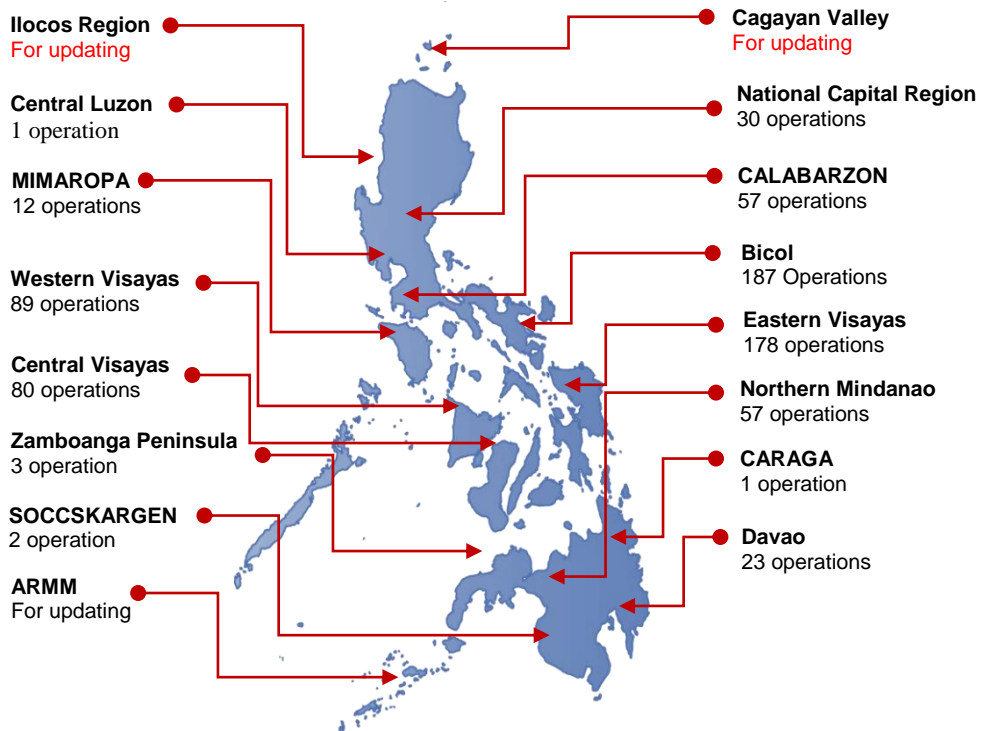 Ilocos Region
For updating
Central Luzon
1 operation
MIMAROPA
12 operations
Western Visayas
89 operations
Central Visayas
80 operations
Zamboanga Peninsula
3 operation
SOCCSKARGEN
2 operation
ARMM
For updating
Cagayan Valley
For updating
National Capital Region
30 operations
CALABARZON
57 operations
Bicol
187 Operations
Eastern Visayas
178 operations
Northern Mindanao
57 operations
CARAGA
1 operation
Davao
23 operations